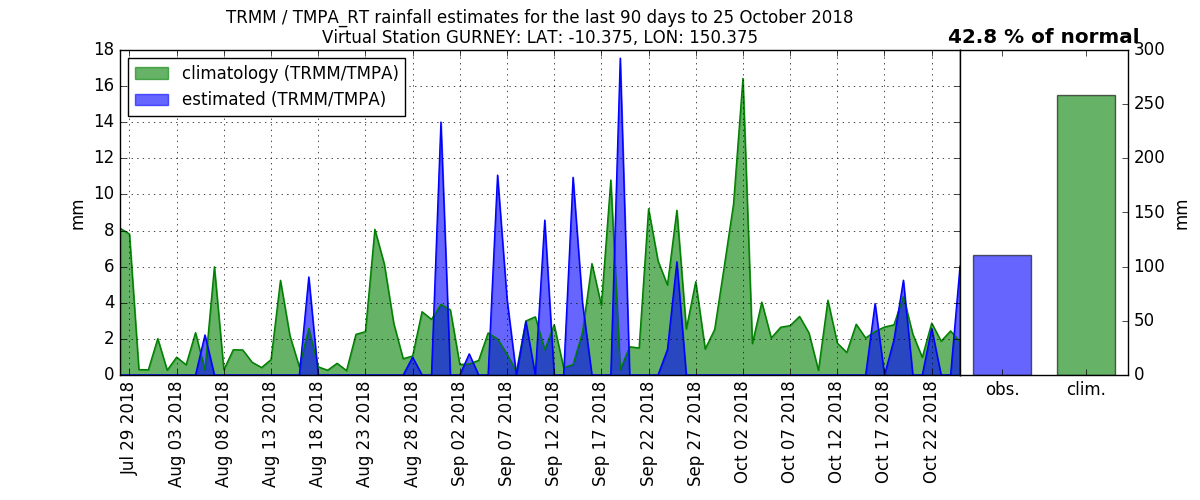 TRMM / TMPA_RT rainfall estimates for the last 90 days to 25 October 2018
Virtual Station GURNEY: LAT: -10.375, LON: 150.375
42.8 % of normal
climatology (TRMM/TMPA)
estimated (TRMM/TMPA)
mm
18
16
14
12
10
8
6
4
2
0
Jul 29 2018
Aug 03 2018
Aug 08 2018
Aug 13 2018
Aug 18 2018
Aug 23 2018
Aug 28 2018
Sep 02 2018
Sep 07 2018
Sep 12 2018
Sep 17 2018
Sep 22 2018
Sep 27 2018
Oct 02 2018
Oct 07 2018
Oct 12 2018
Oct 17 2018
Oct 22 2018
obs.
clim.
300
250
200
150
100
50
0
mm